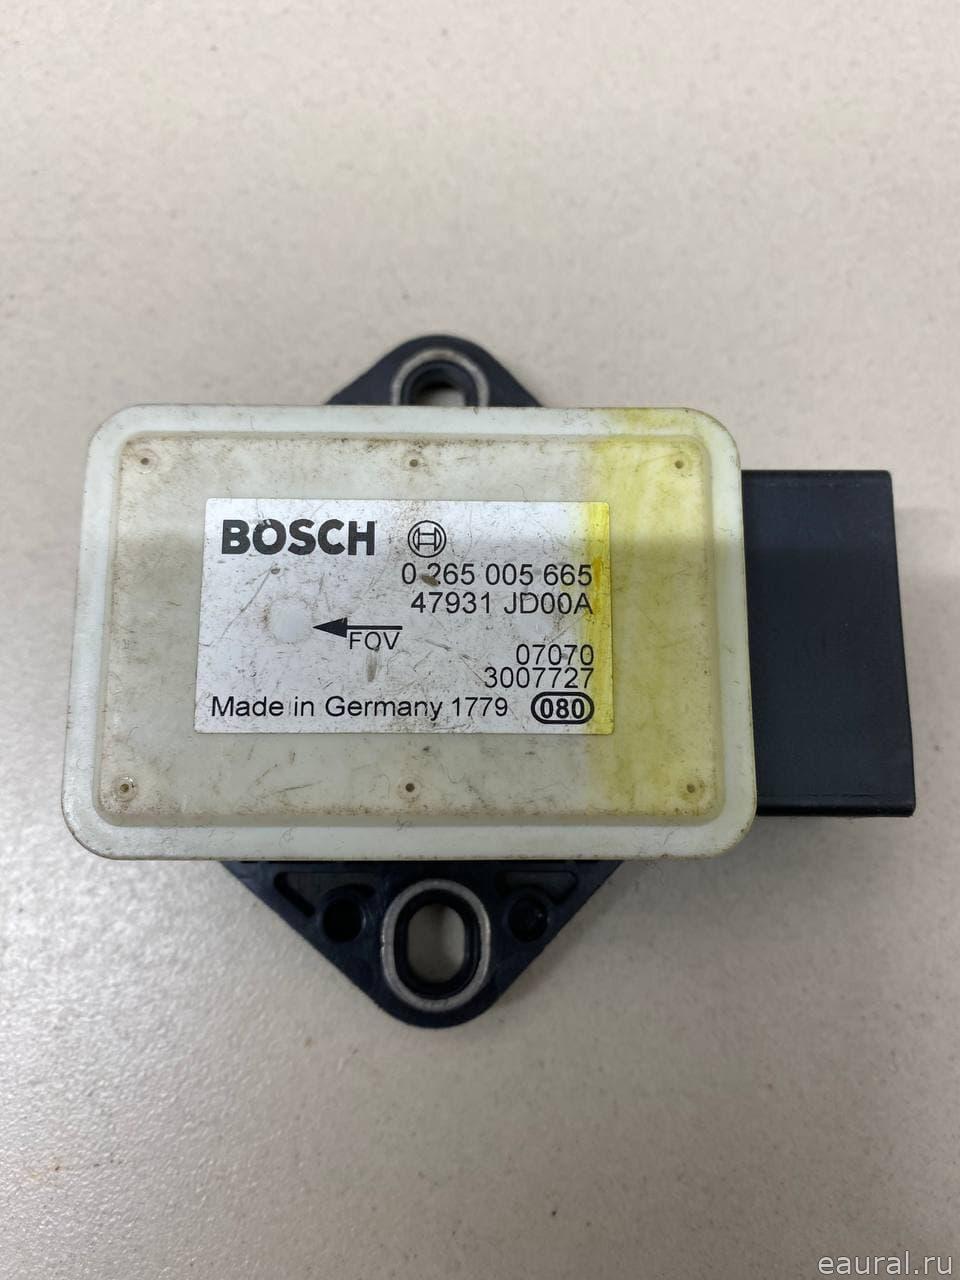 BOSCH
0 265 005 665
47931 JD00A
FOV
07070
3007727
Made in Germany 1779 080
eaural.ru